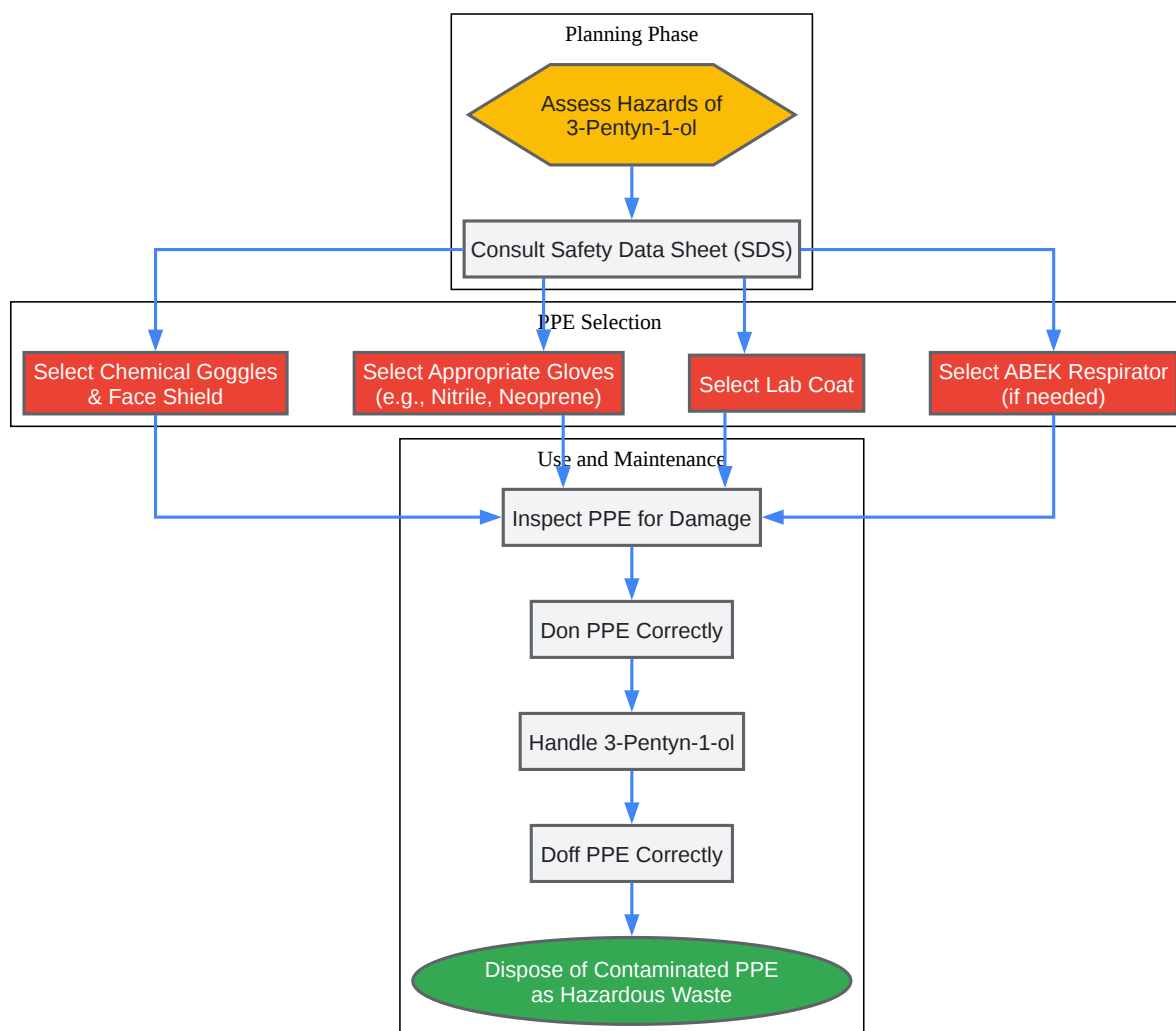 Planning Phase
Assess Hazards of
3-Pentyn-1-ol
Consult Safety Data Sheet (SDS)
PPE Selection
Select Chemical Goggles
& Face Shield
Select Appropriate Gloves
(e.g., Nitrile, Neoprene)
Select Lab Coat
Select ABEK Respirator
(if needed)
Use and Maintenance
Inspect PPE for Damage
Don PPE Correctly
Handle 3-Pentyn-1-ol
Doff PPE Correctly
Dispose of Contaminated PPE
as Hazardous Waste